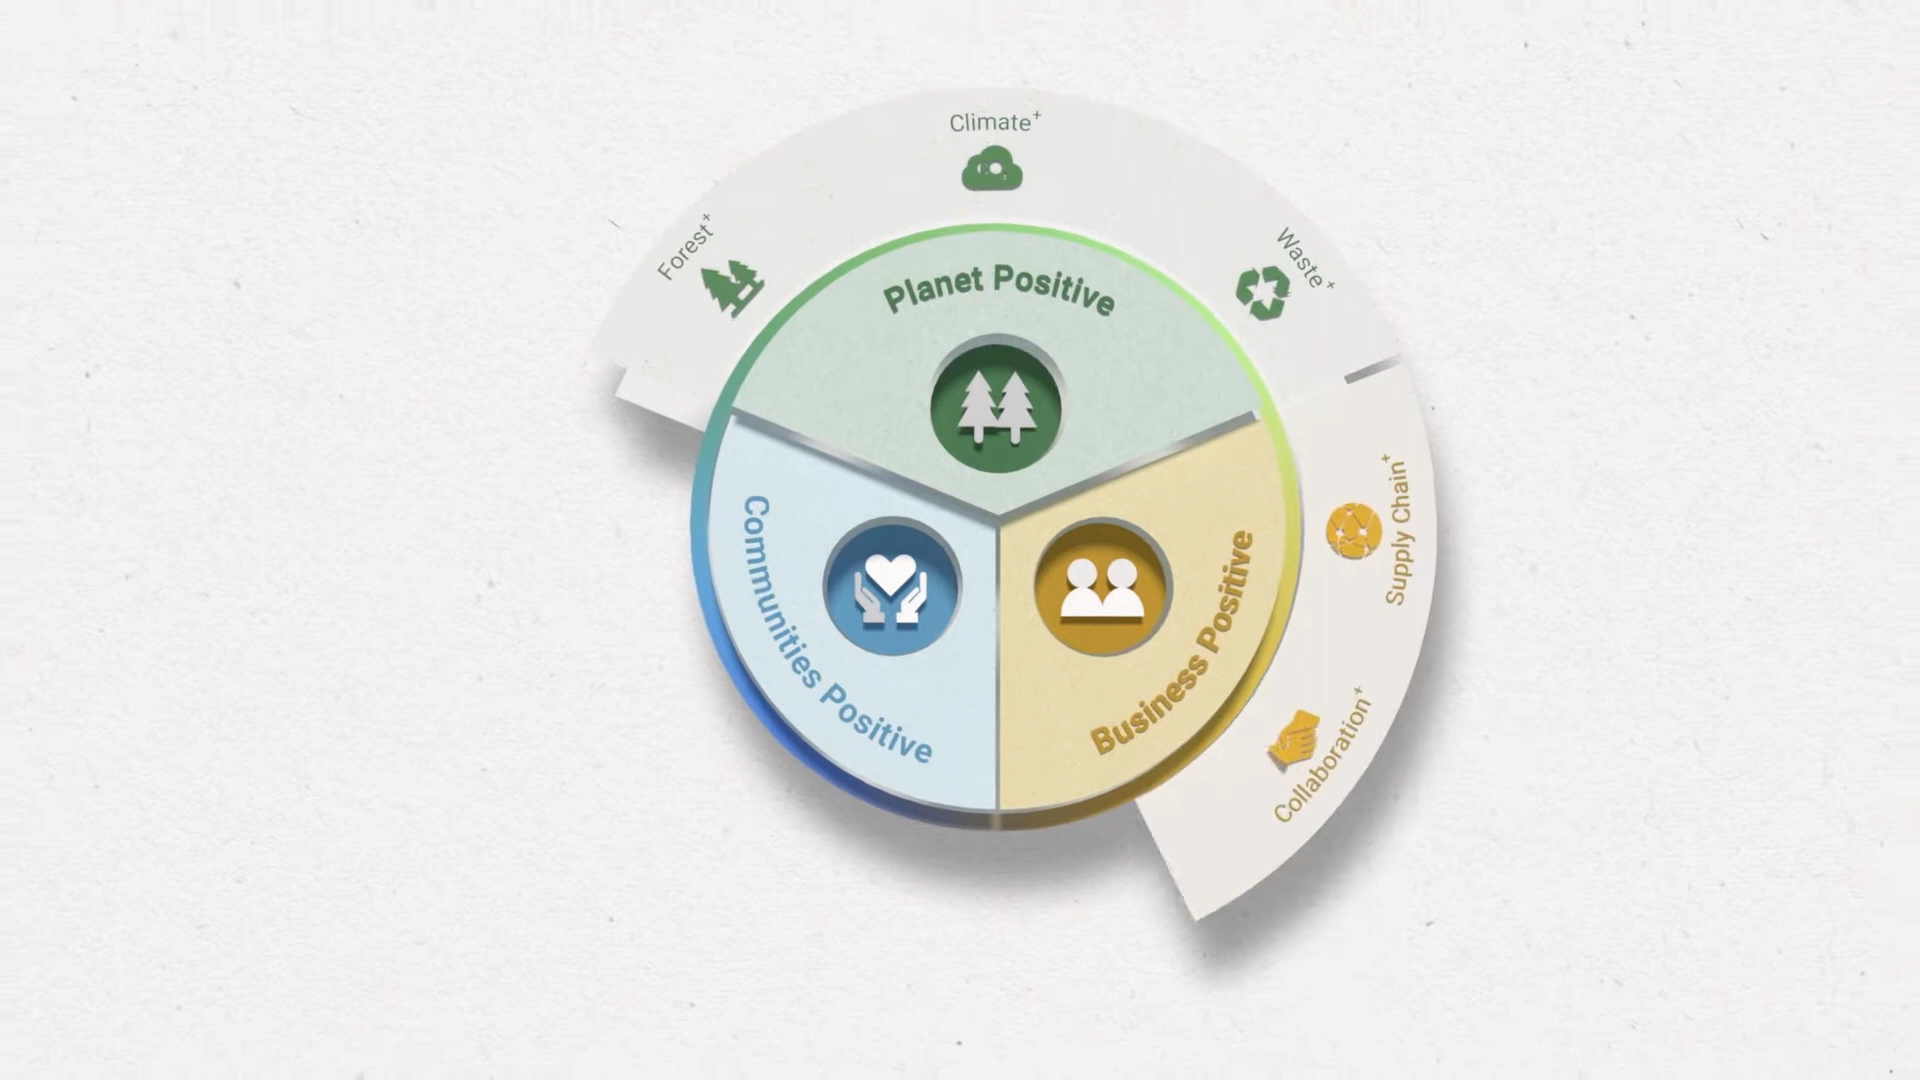 Climate⁺
Forest⁺
Waste⁺
Planet Positive
Supply Chain⁺
Communities Positive
Business Positive
Collaboration⁺